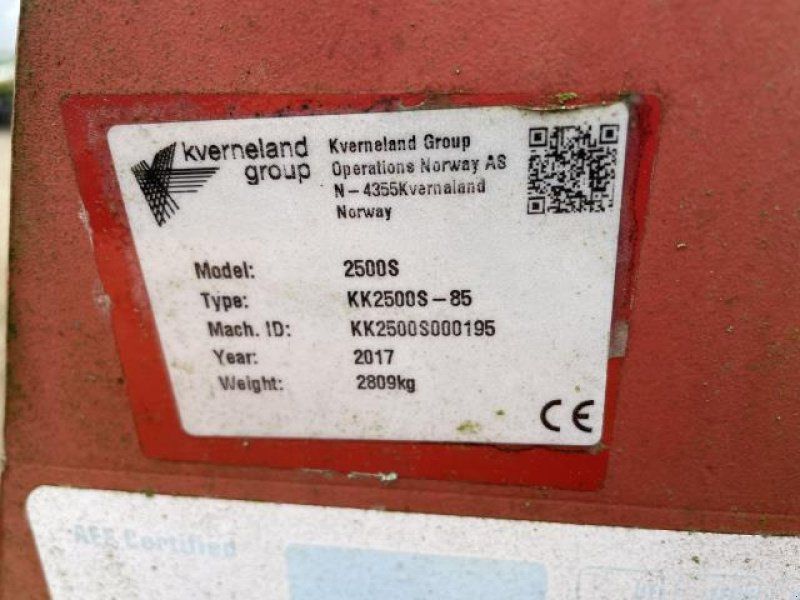 kverneland
group
Kverneland Group
Operations Norway AS
N-4355Kvernaland
Norway
Model: 2500S
Type: KK2500S-85
Mach. ID: KK2500S000195
Year: 2017
Weight: 2809kg
CE
AEF Certified